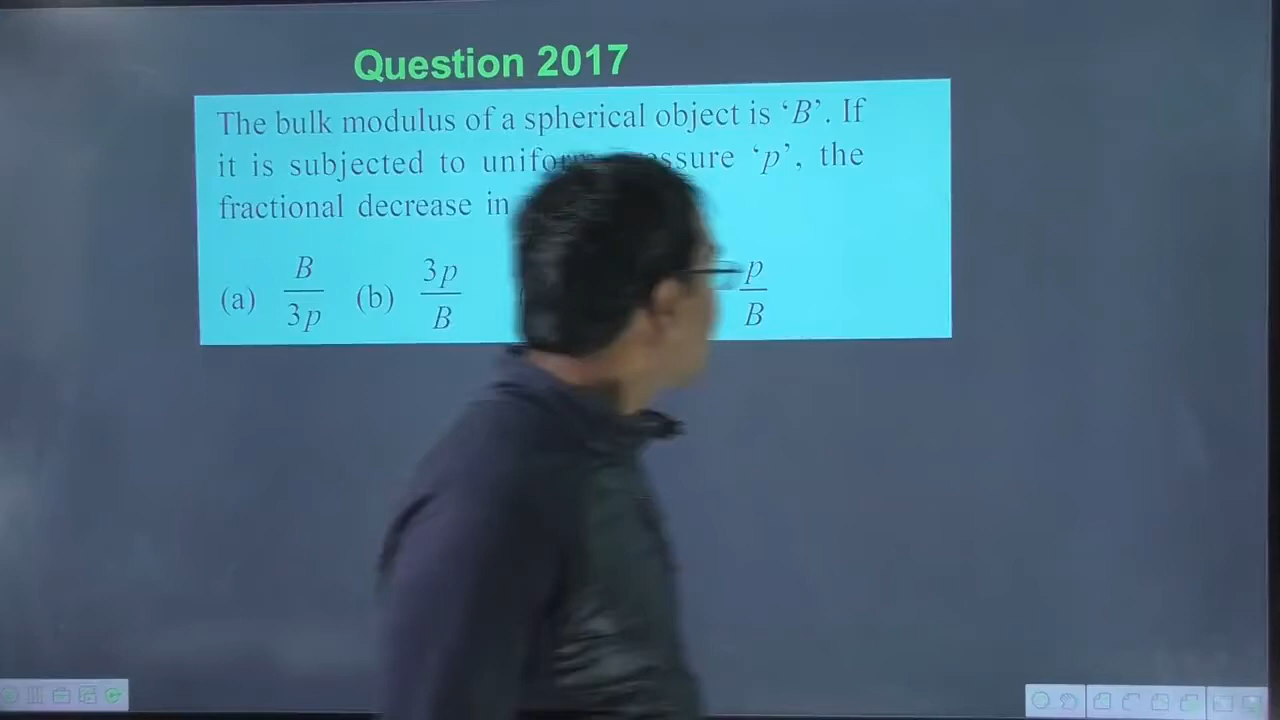 Question 2017
The bulk modulus of a spherical object is ‘B’. If
it is subjected to ssure ‘p’, the
fractional decrease in
(a) B/3p (b) 3p/B p/B